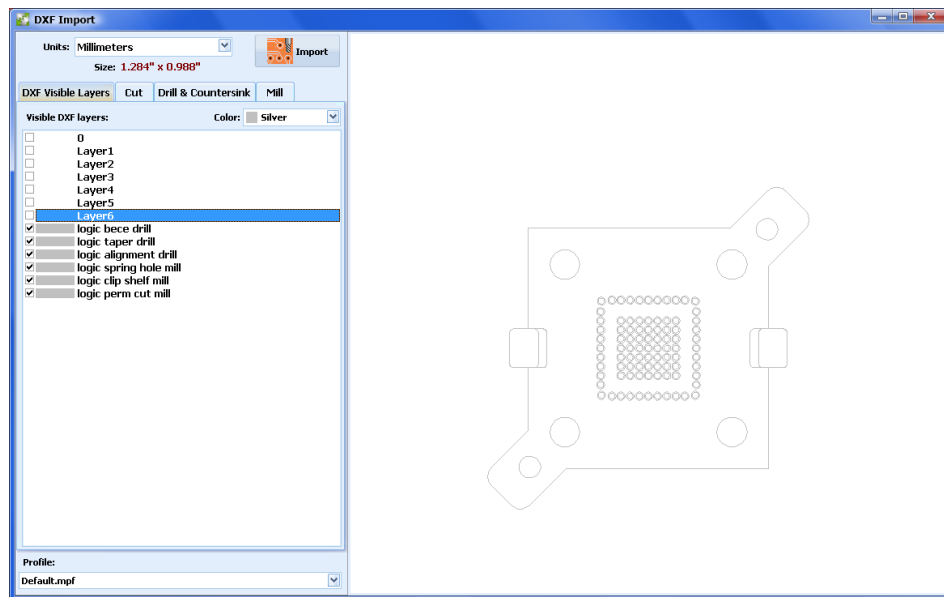 DXF Import
Units: Millimeters
Import
Size: 1.284" x 0.988"
DXF Visible Layers Cut Drill & Countersink Mill
Visible DXF layers: Color: Silver
0
Layer1
Layer2
Layer3
Layer4
Layer5
Layer6
logic bece drill
logic taper drill
logic alignment drill
logic spring hole mill
logic clip shelf mill
logic perm cut mill
Profile:
Default.mpf